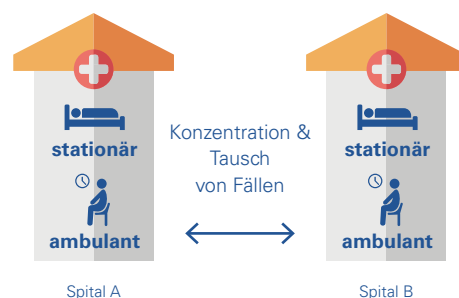 stationär
ambulant
Spital A
Konzentration &
Tausch
von Fällen
stationär
ambulant
Spital B